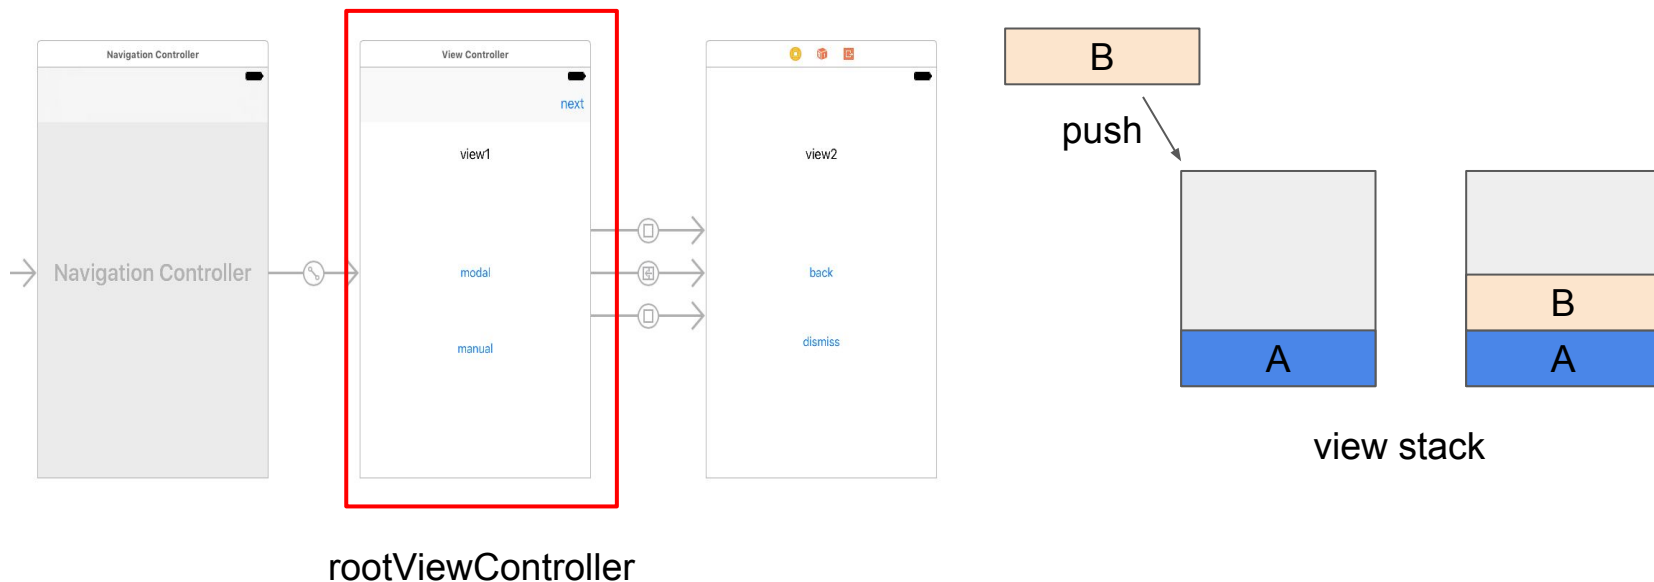 Navigation Controller
Navigation Controller
View Controller
next
view1
modal
manual
view2
back
dismiss
rootViewController
B
push
A
B
A
view stack